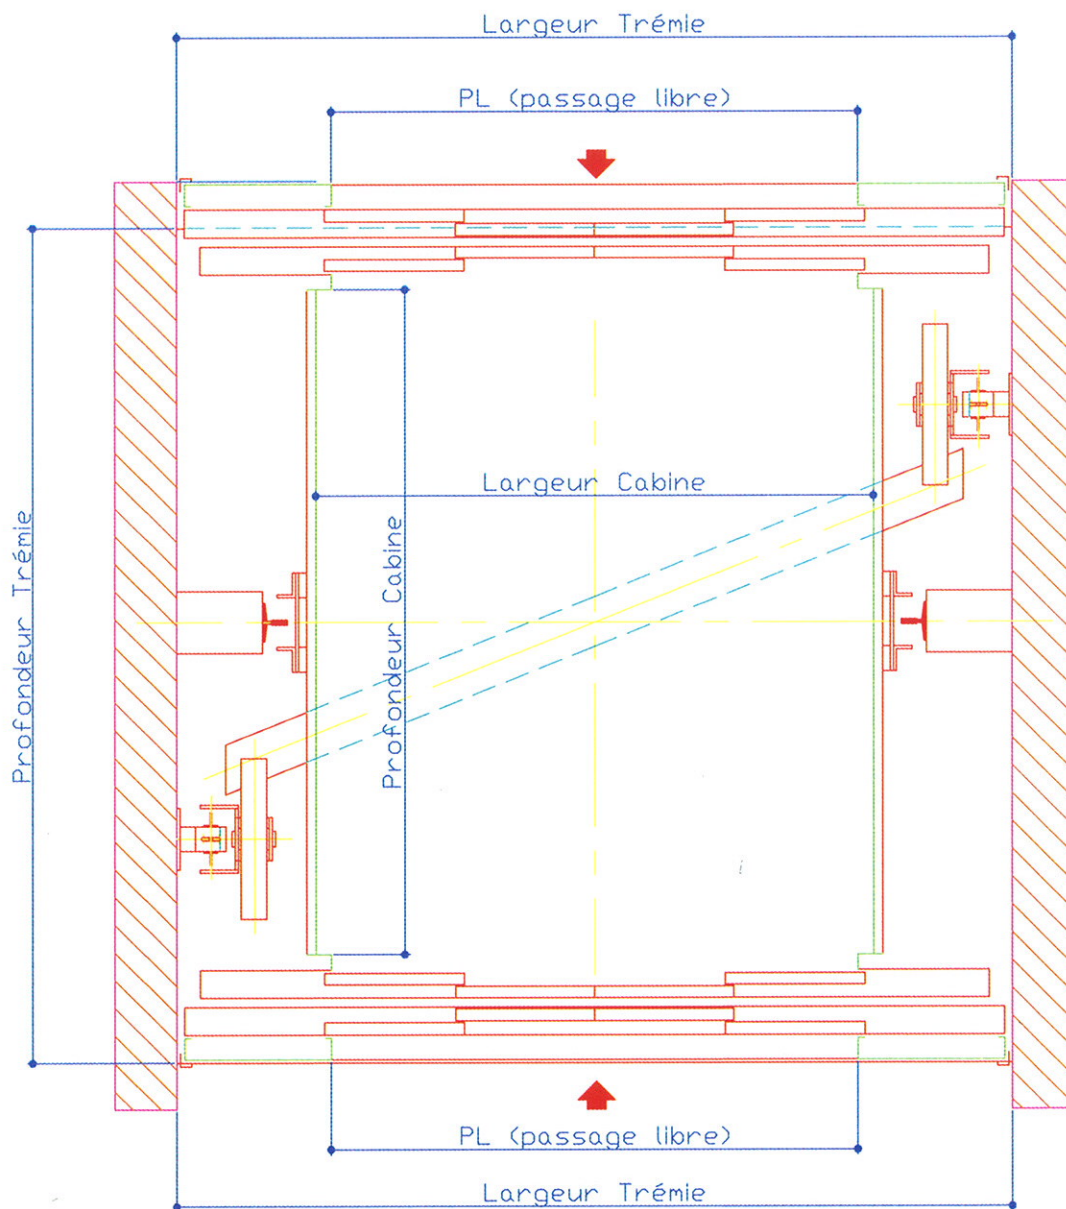 Largeur Trémie
PL (passage libre)
Largeur Cabine
Profondeur Cabine
Profondeur Trémie
PL (passage libre)
Largeur Trémie